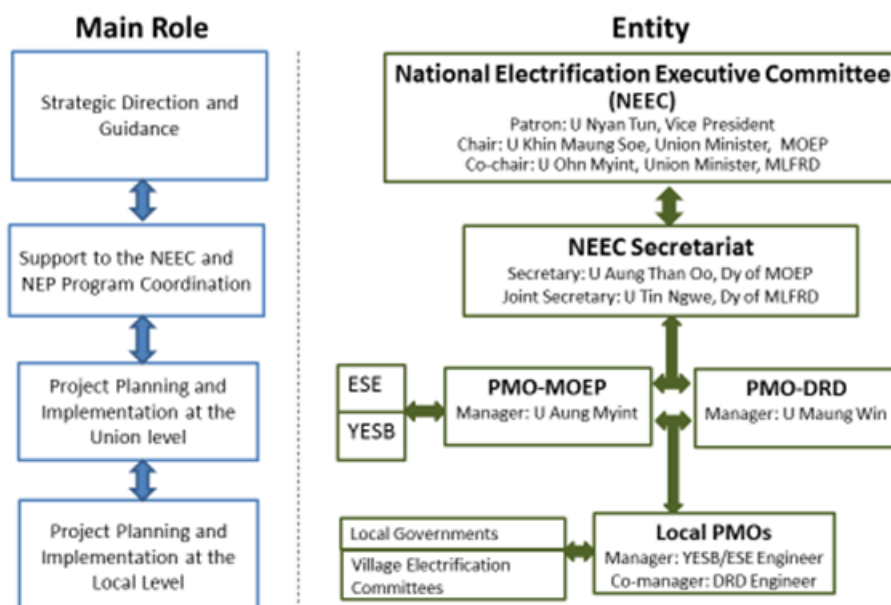 Main Role
Strategic Direction and
Guidance
Support to the NEEC and
NEP Program Coordination
Project Planning and
Implementation at the
Union level
Project Planning and
Implementation at the
Local Level
Entity
National Electrification Executive Committee
(NEEC)
Patron: U Nyan Tun, Vice President
Chair: U Khin Maung Soe, Union Minister, MOEP
Co-chair: U Ohn Myint, Union Minister, MLFRD
NEEC Secretariat
Secretary: U Aung Than Oo, Dy of MOEP
Joint Secretary: U Tin Ngwe, Dy of MLFRD
ESE
YESB
PMO-MOEP
Manager: U Aung Myint
PMO-DRD
Manager: U Maung Win
Local Governments
Village Electrification
Committees
Local PMOs
Manager: YESB/ESE Engineer
Co-manager: DRD Engineer